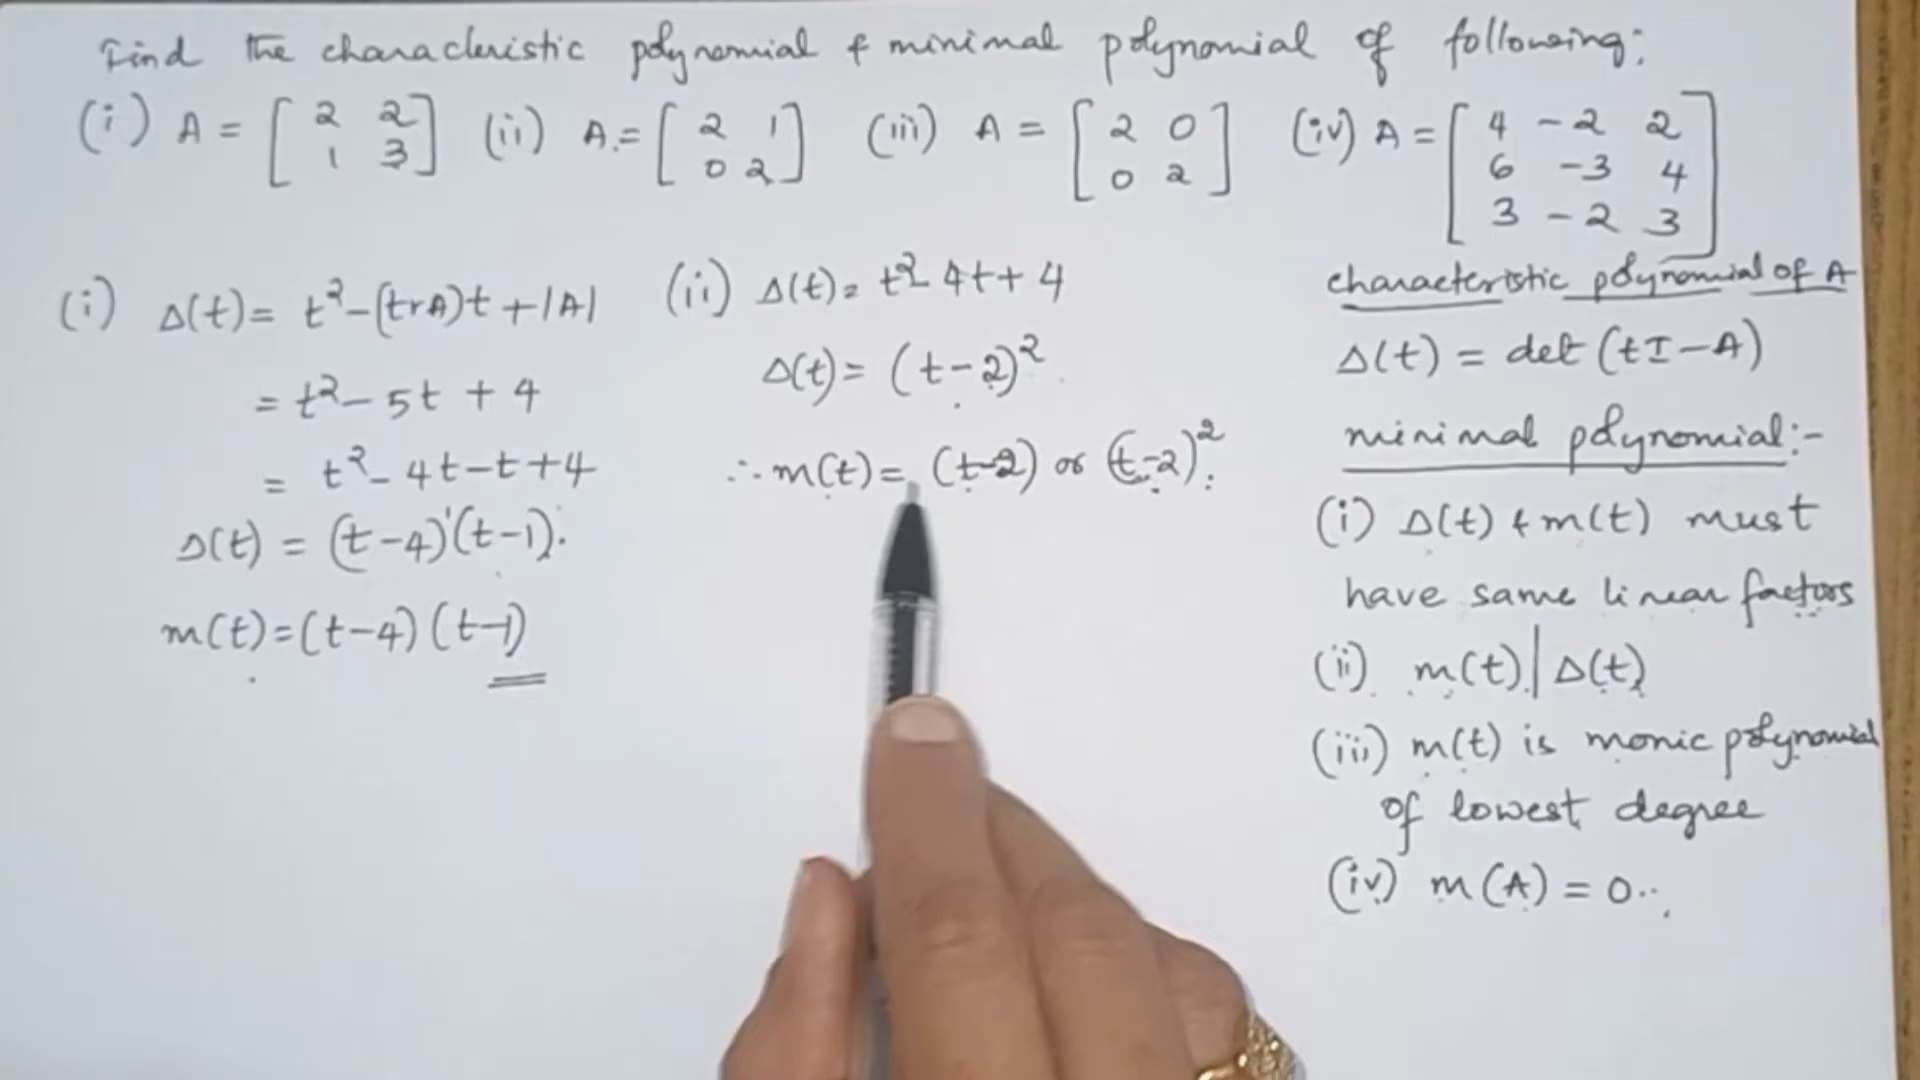 Find the characteristic polynomial & minimal polynomial of following:
(i) A = [2 2; 1 3] (ii) A = [2 1; 0 2] (iii) A = [2 0; 0 2] (iv) A = [4 -2 2; 6 -3 4; 3 -2 3]
(i) Δ(t) = t² - (trA)t + |A|
= t² - 5t + 4
= t² - 4t - t + 4
Δ(t) = (t-4)'(t-1).
m(t) = (t-4)(t-1)
(ii) Δ(t) = t² 4t + 4
Δ(t) = (t-2)²
∴ m(t) = (t-2) or (t-2)².
characteristic polynomial of A
Δ(t) = det (tI - A)
minimal polynomial:-
(i) Δ(t) & m(t) must
have same linear factors
(ii) m(t) | Δ(t)
(iii) m(t) is monic polynomial
of lowest degree
(iv) m(A) = 0..